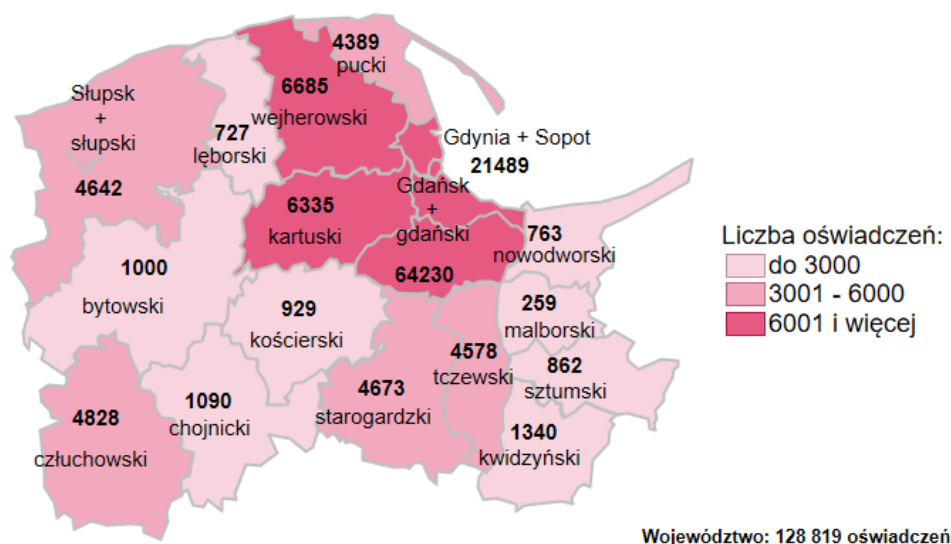 4389
pucki
6685
wejherowski
Słupsk
+
słupski
4642
727
lęborski
Gdynia + Sopot
21489
Gdańsk
+
gdański
64230
6335
kartuski
763
nowodworski
Liczba oświadczeń:
do 3000
3001 - 6000
6001 i więcej
1000
bytowski
929
kościerski
259
malborski
4578
tczewski
862
sztumski
4673
starogardzki
1090
chojnicki
4828
człuchowski
1340
kwidzyński
Województwo: 128 819 oświadczeń